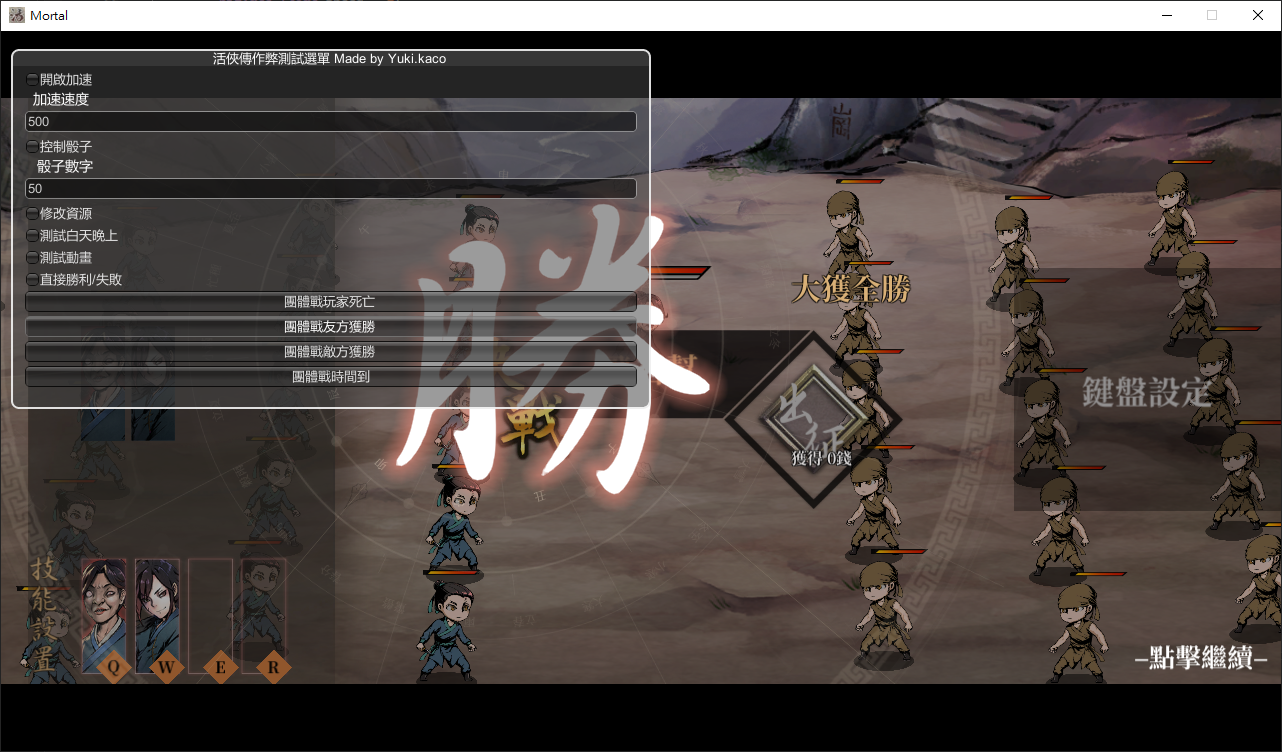 Mortal
活俠傳作弊測試選單 Made by Yuki.kaco
開啟加速
加速速度
500
控制骰子
骰子數字
50
修改資源
測試白天晚上
測試動畫
直接勝利/失敗
團體戰玩家死亡
團體戰友方獲勝
團體戰敵方獲勝
團體戰時間到
勝
大獲全勝
戰
出征
獲得 0錢
鍵盤設定
技能設置
Q W E R
–點擊繼續–